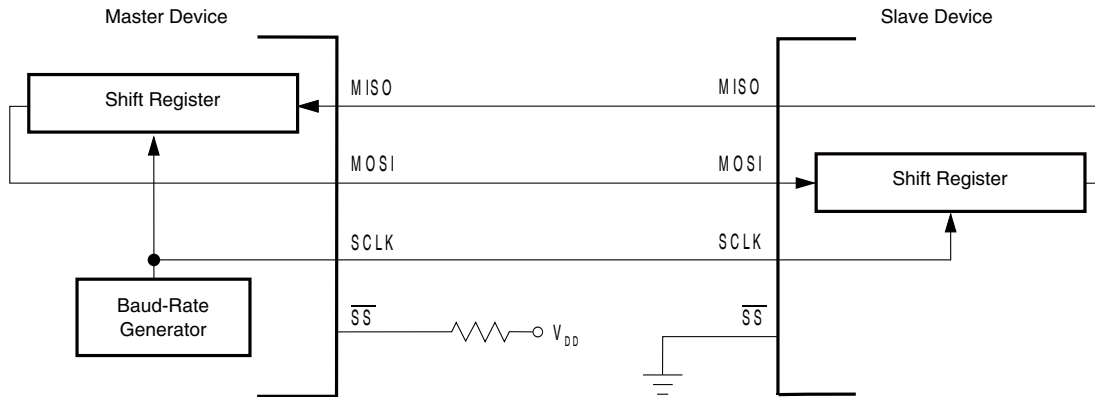 Master Device
Slave Device
Shift Register
MISO
MISO
MOSI
MOSI
Shift Register
SCLK
SCLK
Baud-Rate
Generator
SS
VDD
SS